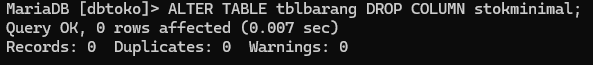 MariaDB [dbtoko]> ALTER TABLE tblbarang DROP COLUMN stokminimal;
Query OK, 0 rows affected (0.007 sec)
Records: 0  Duplicates: 0  Warnings: 0